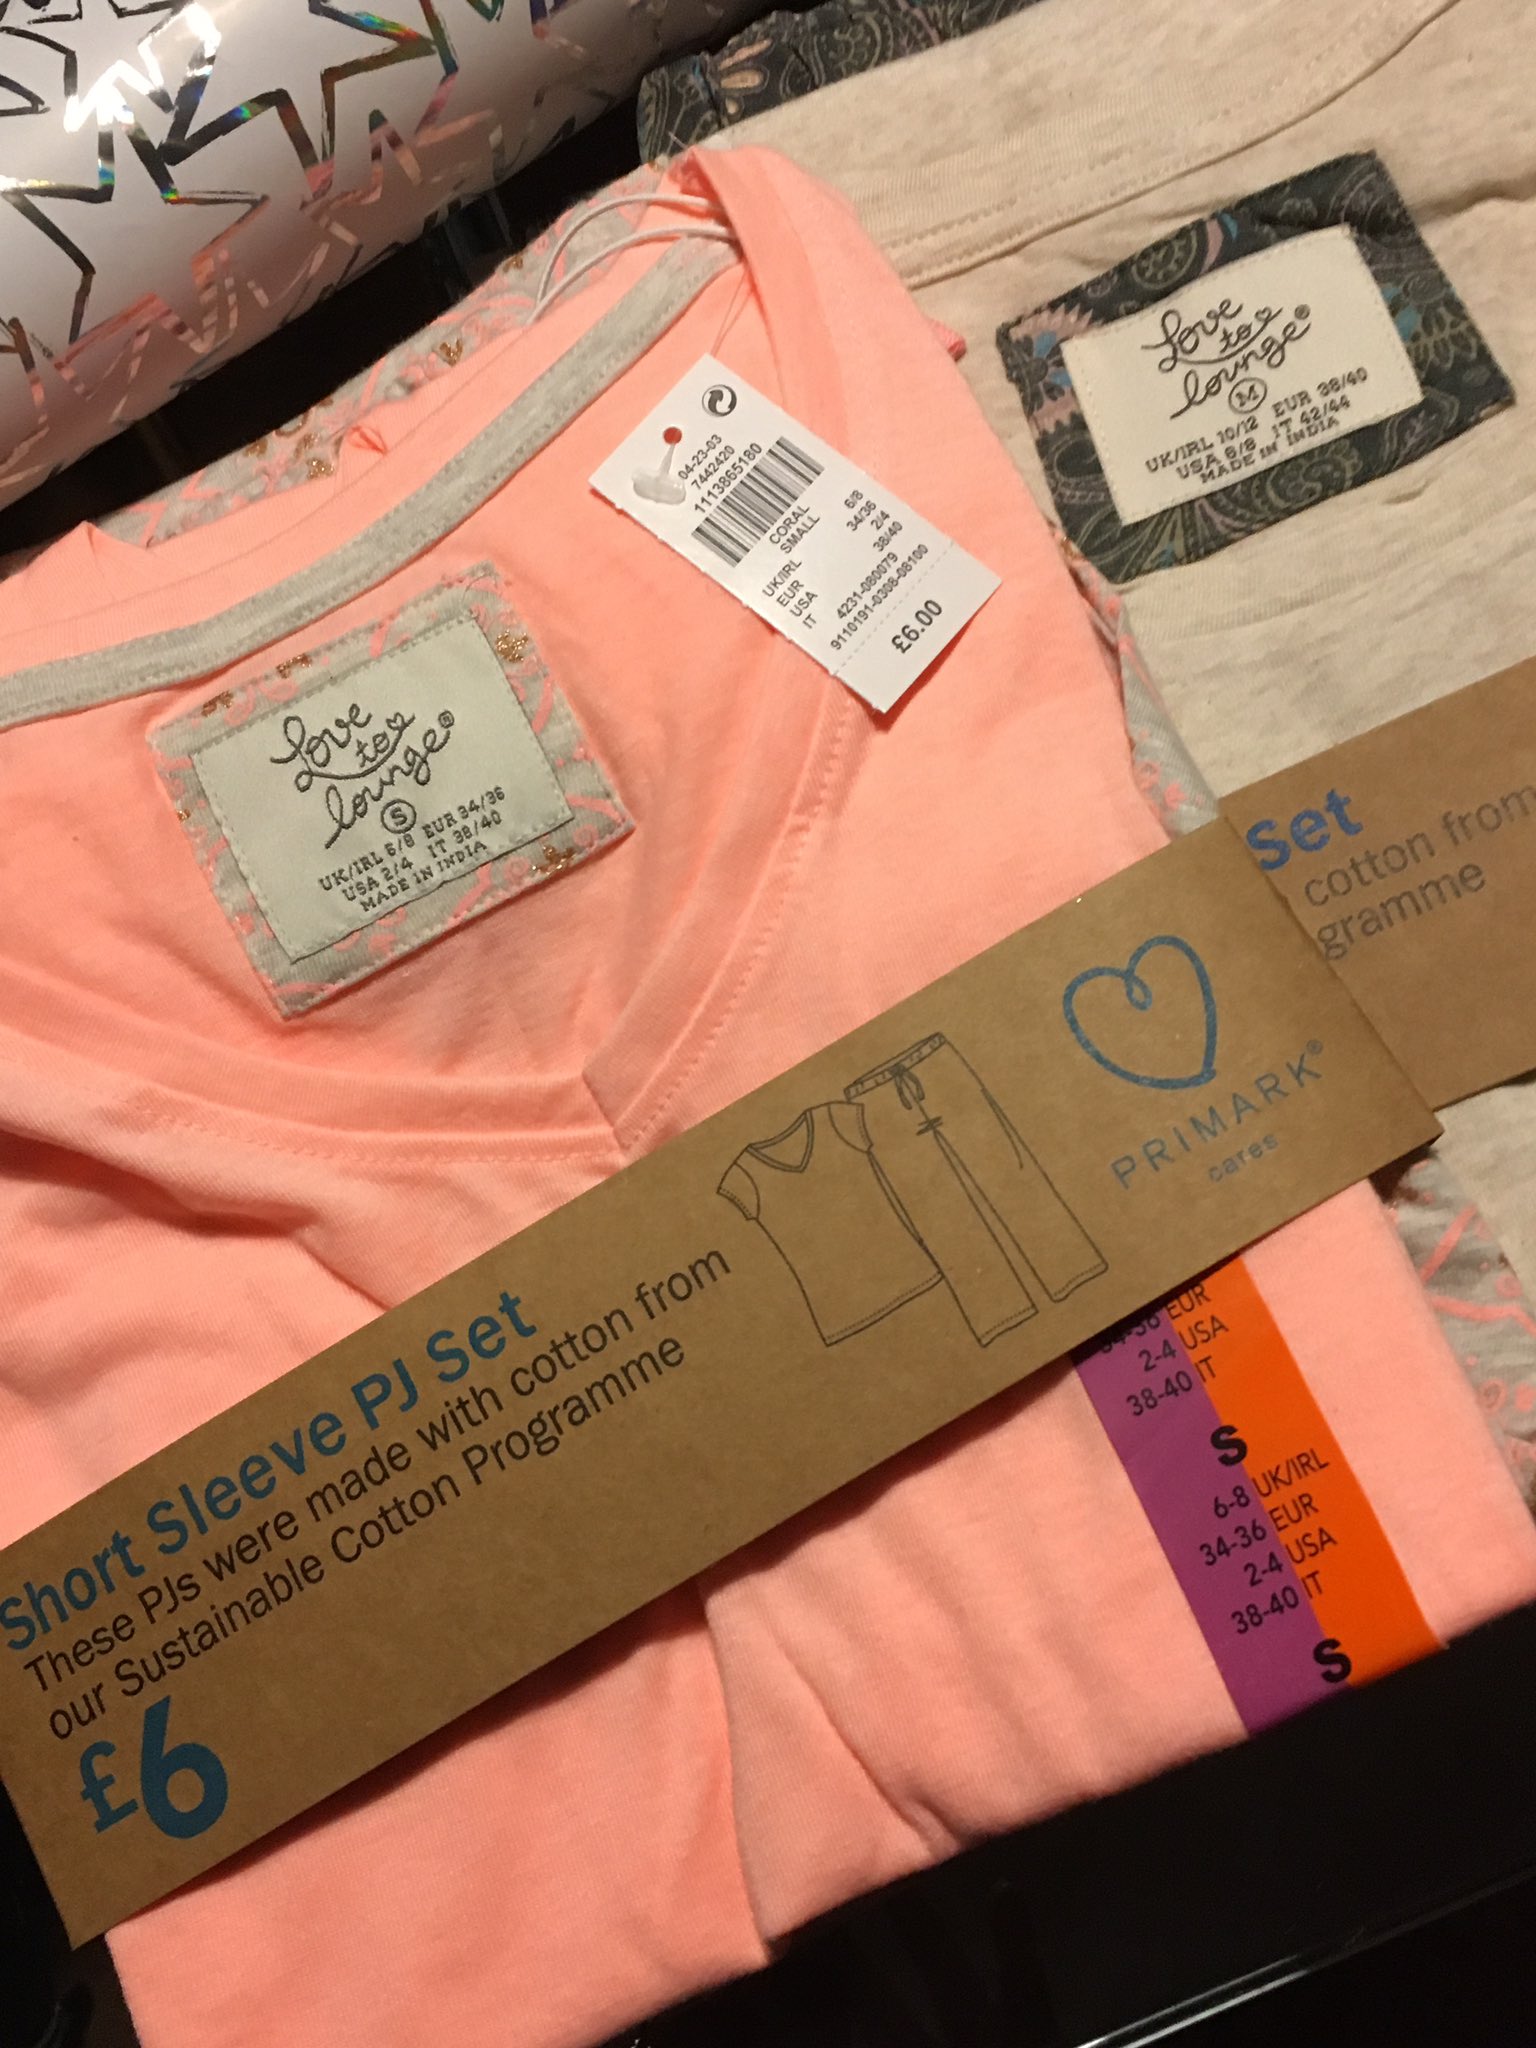 Love to
lounge®
M
UK/IRL 10/12 EUR 38/40
USA 6/8 IT 42/44
MADE IN INDIA
04-23-03
7442420
1113865180
CORAL
SMALL
UK/IRL 6/8
EUR 34/36
USA 2/4
IT 38/40
4231-080079
9110191-0308-08100
£6.00
Love to
lounge®
S
UK/IRL 6/8 EUR 34/36
USA 2/4 IT 38/40
MADE IN INDIA
Set
cotton from
gramme
PRIMARK®
cares
Short Sleeve PJ Set
These PJs were made with cotton from
our Sustainable Cotton Programme
£6
34-36 EUR
2-4 USA
38-40 IT
S
6-8 UK/IRL
34-36 EUR
2-4 USA
38-40 IT
S